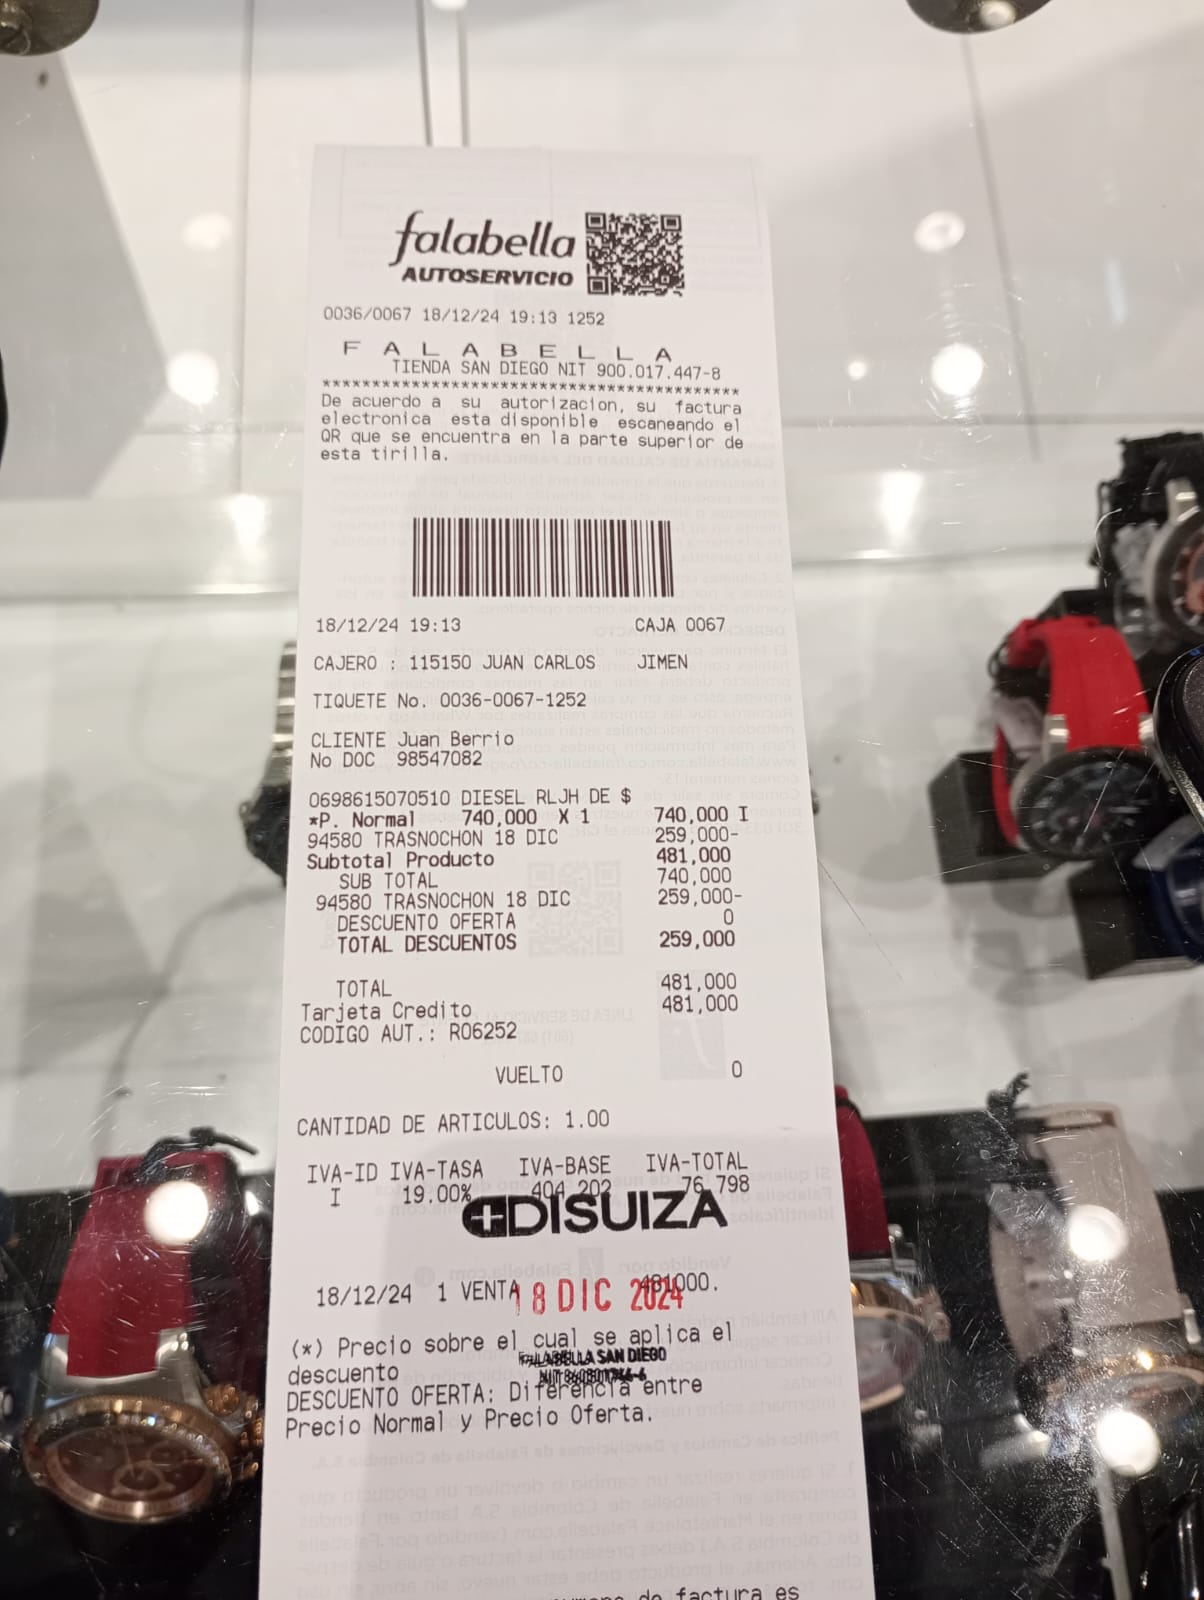 falabella
AUTOSERVICIO
0036/0067 18/12/24 19:13 1252
F A L A B E L L A
TIENDA SAN DIEGO NIT 900.017.447-8
******************************************
De acuerdo a su autorizacion, su factura
electronica esta disponible escaneando el
QR que se encuentra en la parte superior de
esta tirilla.
18/12/24 19:13 CAJA 0067
CAJERO : 115150 JUAN CARLOS JIMEN
TIQUETE No. 0036-0067-1252
CLIENTE Juan Berrio
No DOC 98547082
0698615070510 DIESEL RLJH DE $
*P. Normal 740,000 X 1 740,000 I
94580 TRASNOCHON 18 DIC 259,000-
Subtotal Producto 481,000
SUB TOTAL 740,000
94580 TRASNOCHON 18 DIC 259,000-
DESCUENTO OFERTA 0
TOTAL DESCUENTOS 259,000
TOTAL 481,000
Tarjeta Credito 481,000
CODIGO AUT.: R06252
VUELTO 0
CANTIDAD DE ARTICULOS: 1.00
IVA-ID IVA-TASA IVA-BASE IVA-TOTAL
I 19.00% 404,202 76,798
DISUIZA
18/12/24 1 VENTA 481000.
18 DIC 2024
(*) Precio sobre el cual se aplica el
descuento
FALABELLA SAN DIEGO
DESCUENTO OFERTA: Diferencia entre
Precio Normal y Precio Oferta.
de factura es